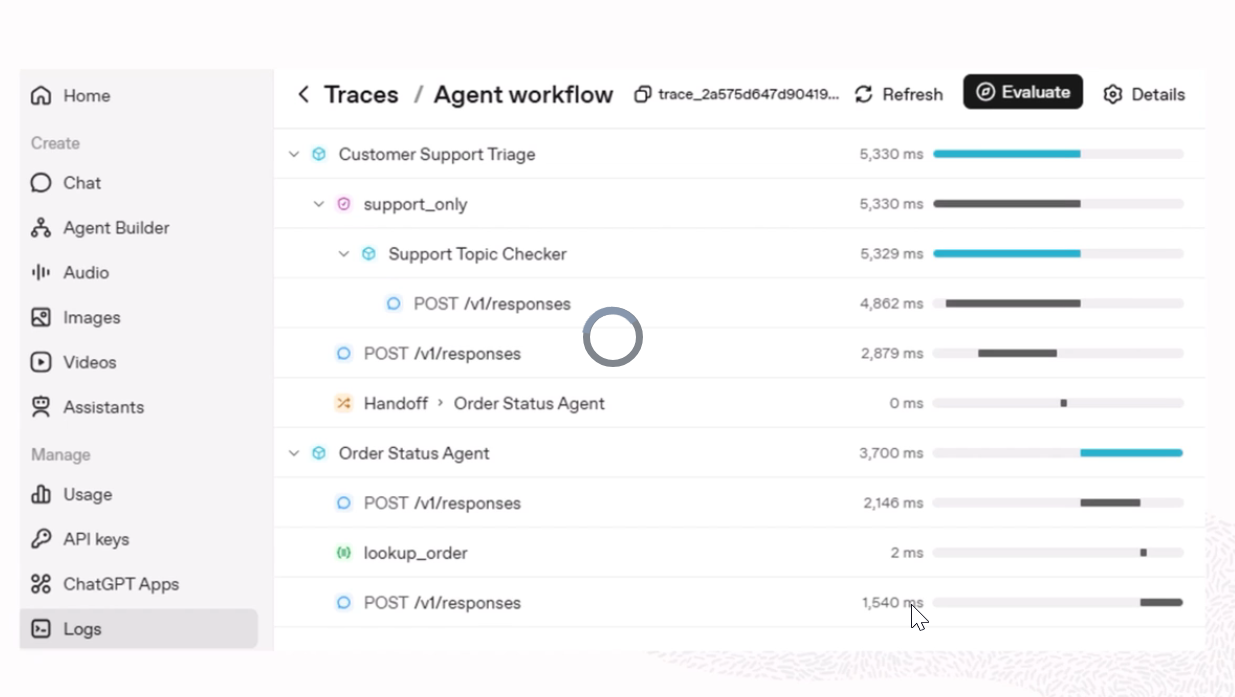 Home
Create
Chat
Agent Builder
Audio
Images
Videos
Assistants
Manage
Usage
API keys
ChatGPT Apps
Logs
Traces / Agent workflow trace_2a575d647d90419... Refresh Evaluate Details
Customer Support Triage 5,330 ms
support_only 5,330 ms
Support Topic Checker 5,329 ms
POST /v1/responses 4,862 ms
POST /v1/responses 2,879 ms
Handoff › Order Status Agent 0 ms
Order Status Agent 3,700 ms
POST /v1/responses 2,146 ms
lookup_order 2 ms
POST /v1/responses 1,540 ms